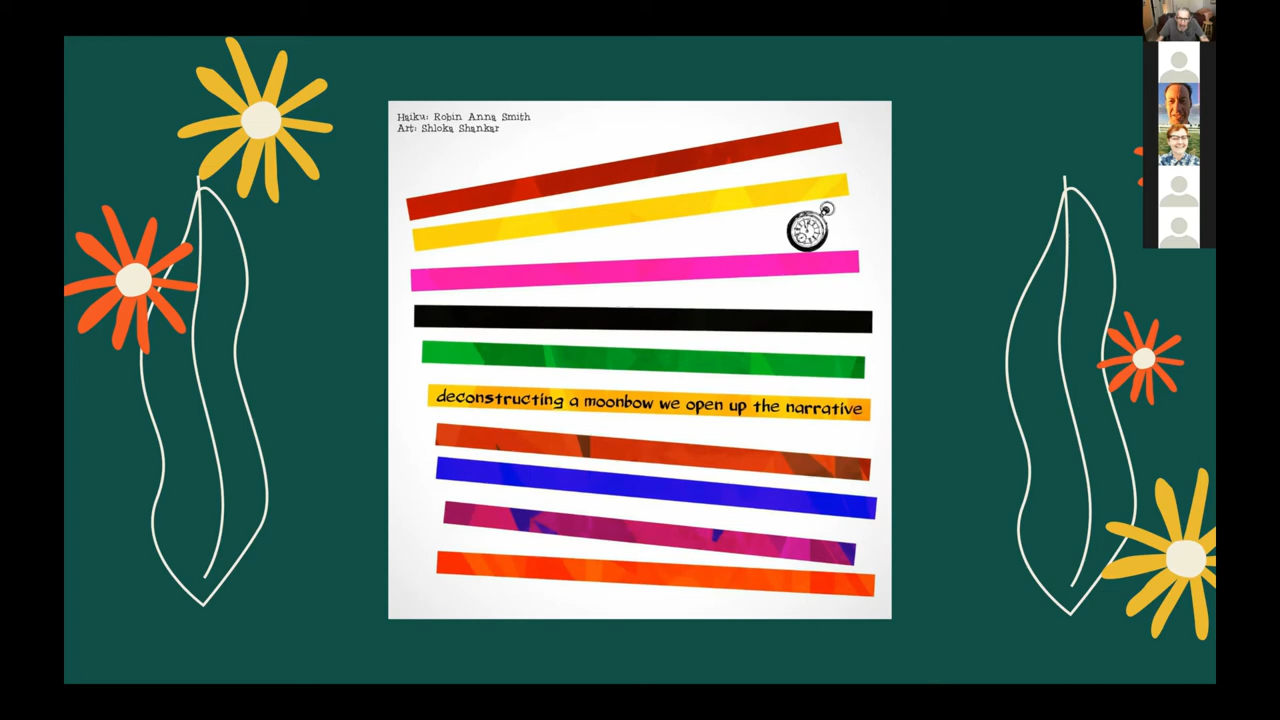 Haiku: Robin Anna Smith
Art: Shloka Shankar
deconstructing a moonbow we open up the narrative